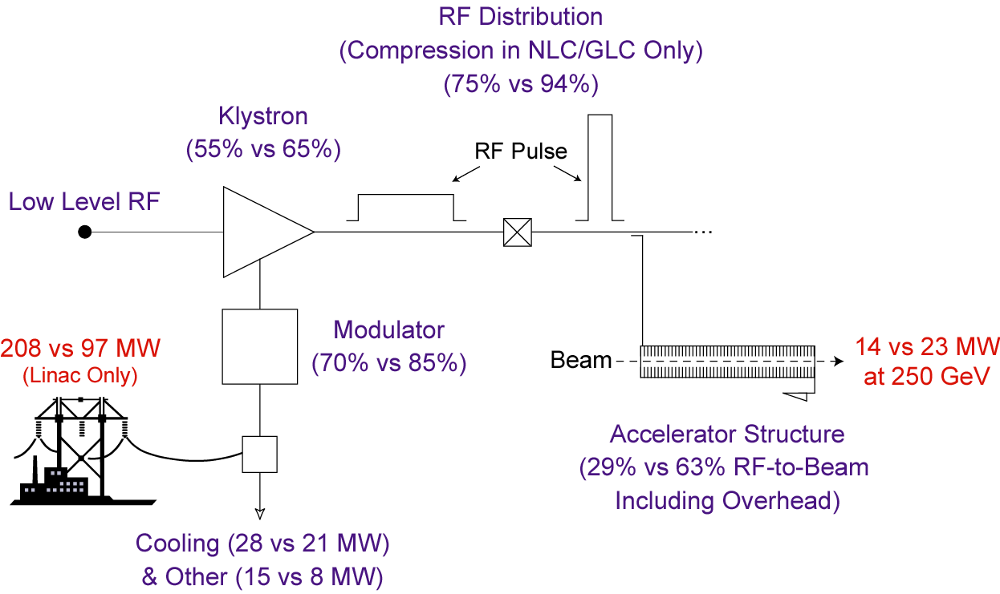 RF Distribution
(Compression in NLC/GLC Only)
(75% vs 94%)
Klystron
(55% vs 65%)
RF Pulse
Low Level RF
...
Modulator
(70% vs 85%)
208 vs 97 MW
(Linac Only)
Beam
14 vs 23 MW
at 250 GeV
Accelerator Structure
(29% vs 63% RF-to-Beam
Including Overhead)
Cooling (28 vs 21 MW)
& Other (15 vs 8 MW)